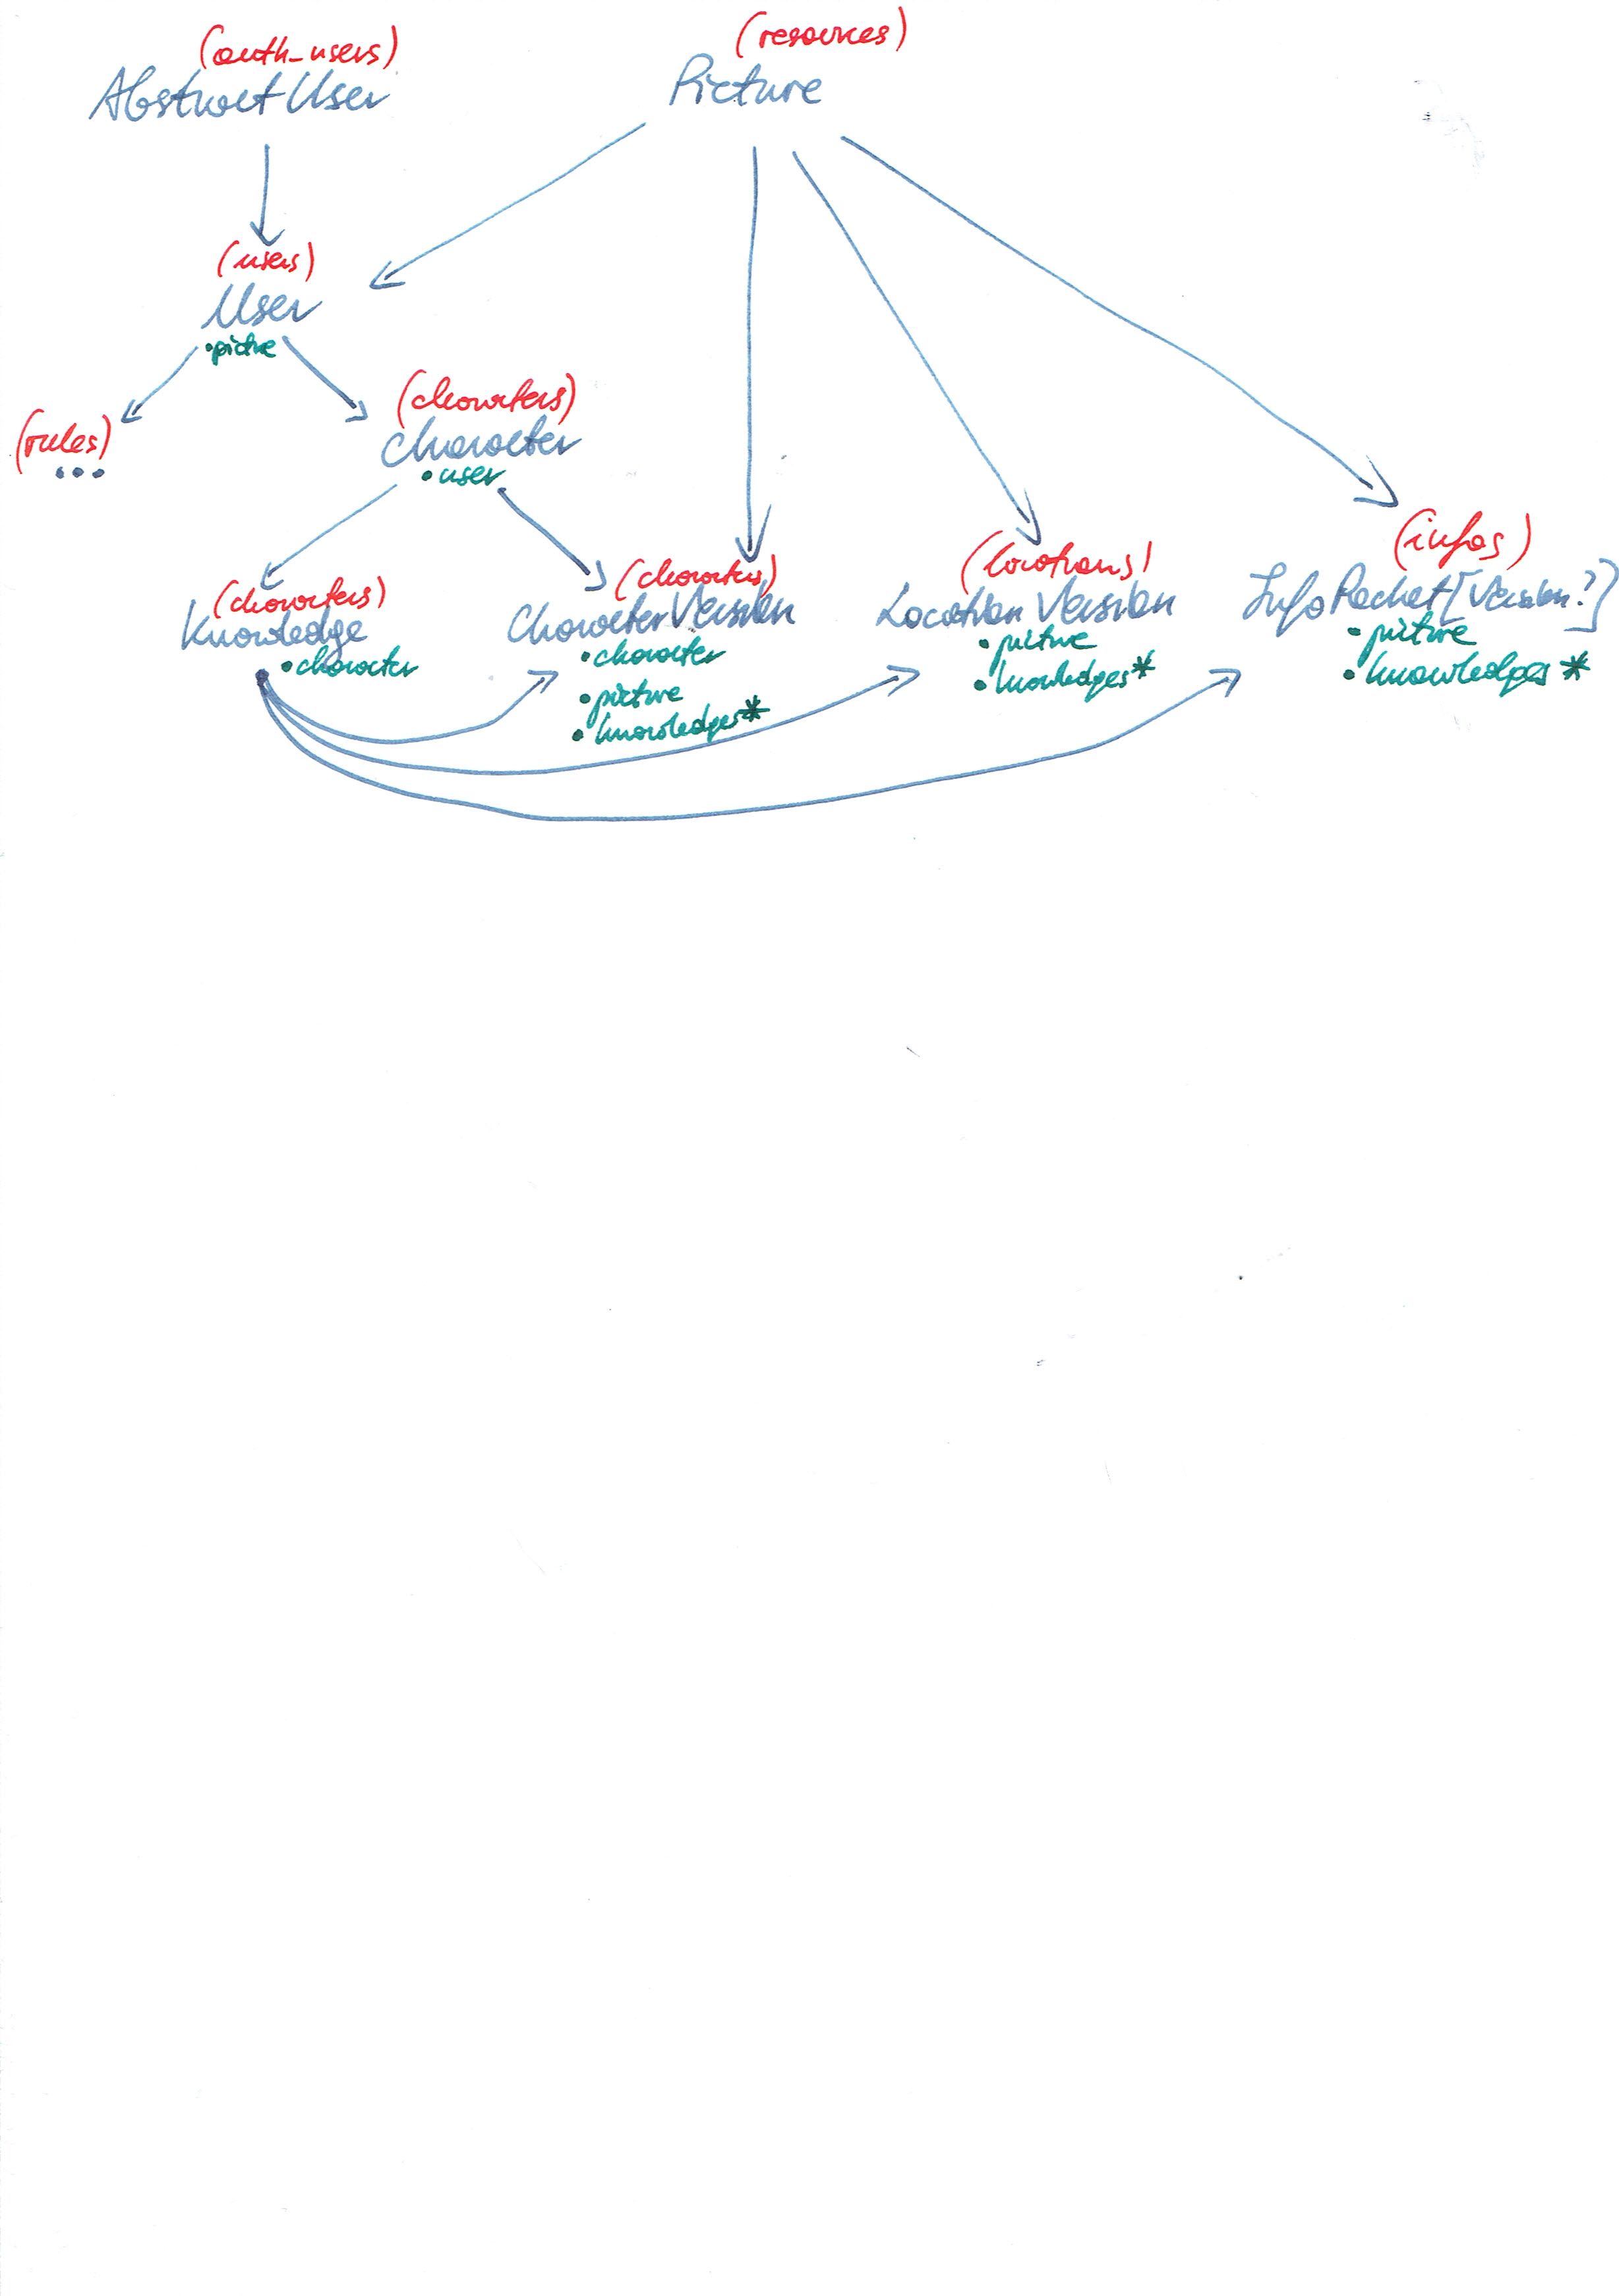 (auth_users)
AbstractUser
(resources)
Picture
(users)
User
•picture
(rules)
...
(characters)
Character
•user
(characters)
Knowledge
•character
(characters)
CharacterVersion
•character
•picture
•knowledges*
(locations)
LocationVersion
•picture
•knowledges*
(infos)
InfoPacket[Version?]
•picture
•knowledges*